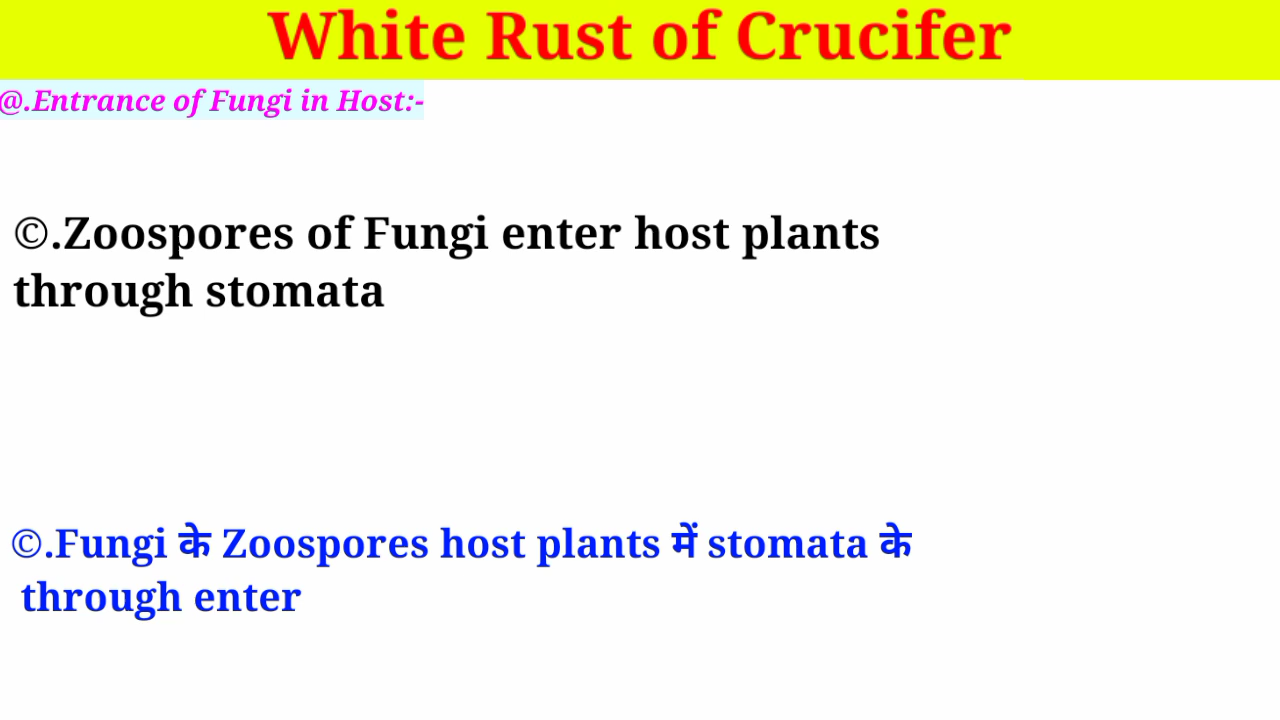 White Rust of Crucifer
@.Entrance of Fungi in Host:-
©.Zoospores of Fungi enter host plants
through stomata
©.Fungi के Zoospores host plants में stomata के
through enter